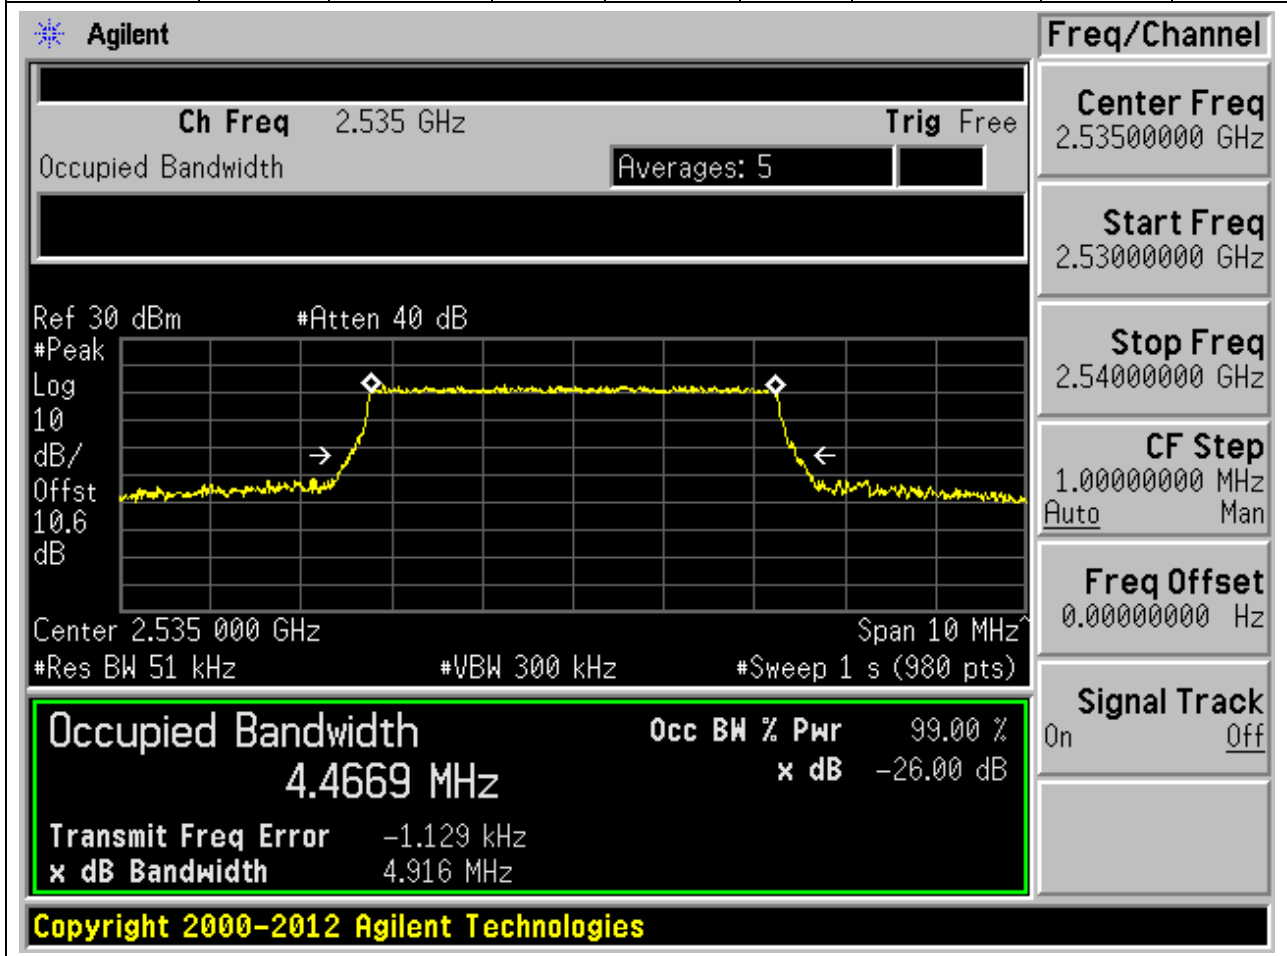 Agilent
Freq/Channel
Ch Freq 2.535 GHz Trig Free
Occupied Bandwidth Averages: 5
Center Freq
2.53500000 GHz
Start Freq
2.53000000 GHz
Stop Freq
2.54000000 GHz
CF Step
1.00000000 MHz
Auto Man
Freq Offset
0.00000000 Hz
Signal Track
On Off
Ref 30 dBm #Atten 40 dB
#Peak
Log
10
dB/
Offst
10.6
dB
Center 2.535 000 GHz Span 10 MHz^
#Res BW 51 kHz #VBW 300 kHz #Sweep 1 s (980 pts)
Occupied Bandwidth Occ BW % Pwr 99.00 %
4.4669 MHz x dB -26.00 dB
Transmit Freq Error -1.129 kHz
x dB Bandwidth 4.916 MHz
Copyright 2000-2012 Agilent Technologies